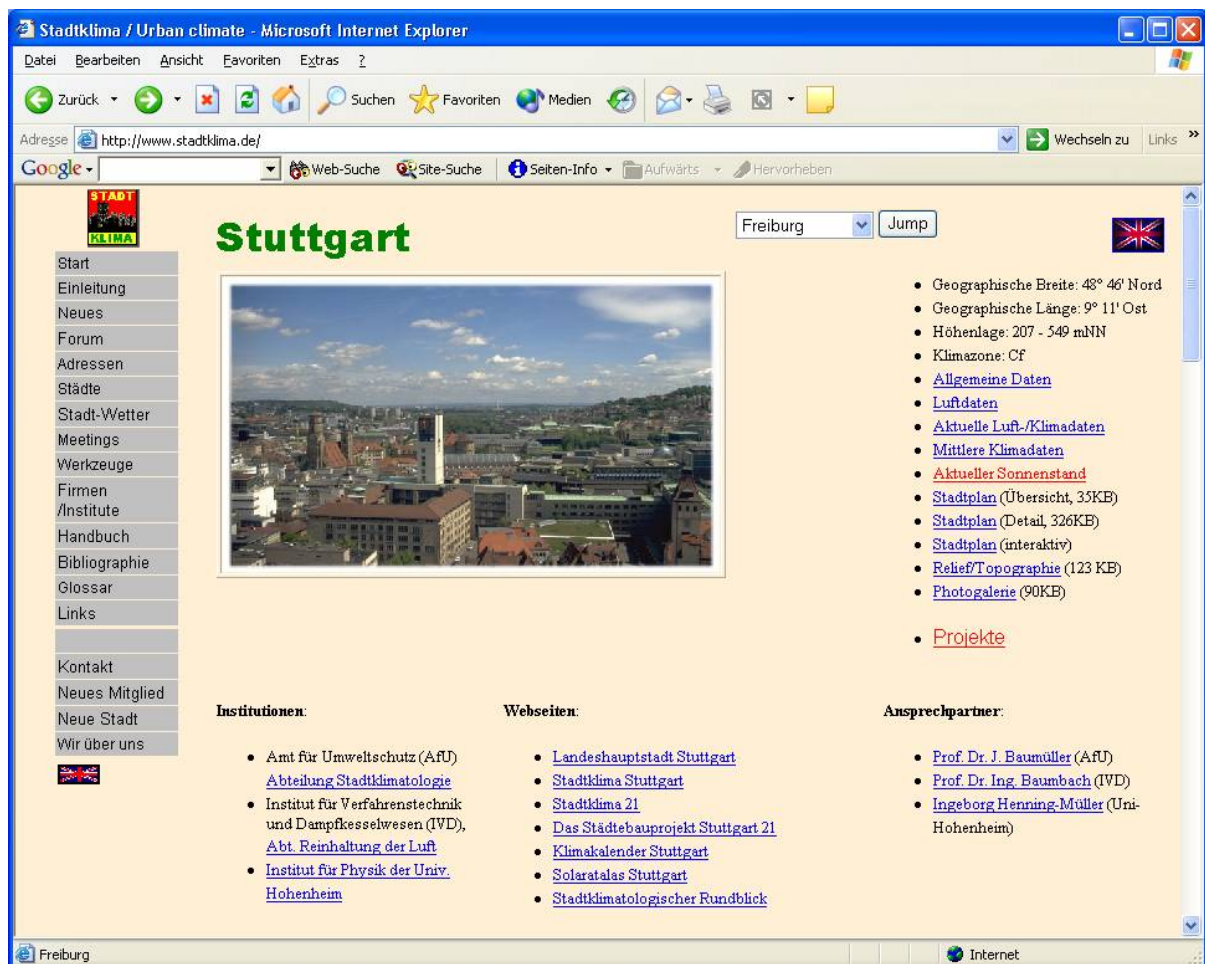 Stadtklima / Urban climate - Microsoft Internet Explorer
Datei Bearbeiten Ansicht Favoriten Extras ?
Zurück Suchen Favoriten Medien
Adresse http://www.stadtklima.de/ Wechseln zu Links »
Google Web-Suche Site-Suche Seiten-Info Aufwärts Hervorheben
STADT
KLIMA
Stuttgart
Freiburg Jump
Start
Einleitung
Neues
Forum
Adressen
Städte
Stadt-Wetter
Meetings
Werkzeuge
Firmen
/Institute
Handbuch
Bibliographie
Glossar
Links
Kontakt
Neues Mitglied
Neue Stadt
Wir über uns
Geographische Breite: 48° 46' Nord
Geographische Länge: 9° 11' Ost
Höhenlage: 207 - 549 mNN
Klimazone: Cf
Allgemeine Daten
Luftdaten
Aktuelle Luft-/Klimadaten
Mittlere Klimadaten
Aktueller Sonnenstand
Stadtplan (Übersicht, 35KB)
Stadtplan (Detail, 326KB)
Stadtplan (interaktiv)
Relief/Topographie (123 KB)
Photogalerie (90KB)
Projekte
Institutionen:
Amt für Umweltschutz (AfU)
Abteilung Stadtklimatologie
Institut für Verfahrenstechnik
und Dampfkesselwesen (IVD),
Abt. Reinhaltung der Luft
Institut für Physik der Univ.
Hohenheim
Webseiten:
Landeshauptstadt Stuttgart
Stadtklima Stuttgart
Stadtklima 21
Das Städtebauprojekt Stuttgart 21
Klimakalender Stuttgart
Solaratalas Stuttgart
Stadtklimatologischer Rundblick
Ansprechpartner:
Prof. Dr. J. Baumüller (AfU)
Prof. Dr. Ing. Baumbach (IVD)
Ingeborg Henning-Müller (Uni-
Hohenheim)
Freiburg Internet